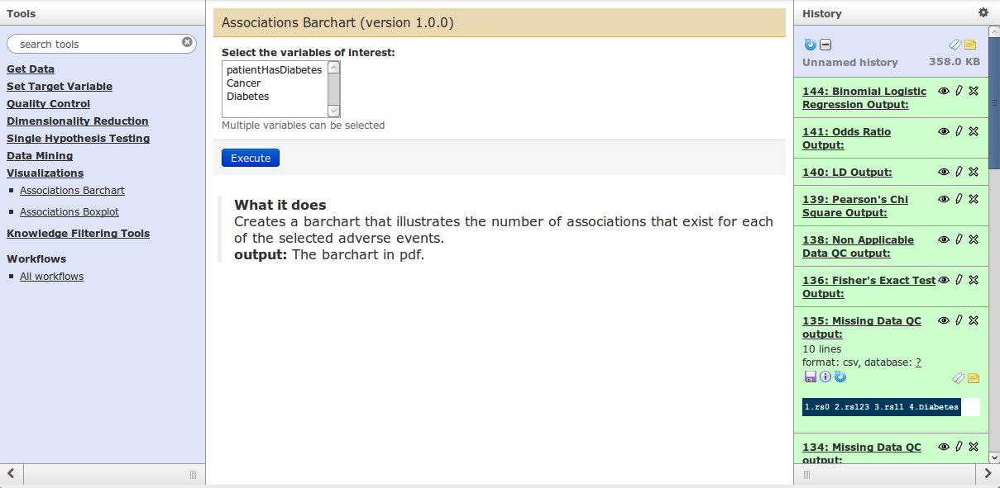 Tools
search tools
Get Data
Set Target Variable
Quality Control
Dimensionality Reduction
Single Hypothesis Testing
Data Mining
Visualizations
Associations Barchart
Associations Boxplot
Knowledge Filtering Tools
Workflows
All workflows
Associations Barchart (version 1.0.0)
Select the variables of interest:
patientHasDiabetes
Cancer
Diabetes
Multiple variables can be selected
Execute
What it does
Creates a barchart that illustrates the number of associations that exist for each
of the selected adverse events.
output: The barchart in pdf.
History
Unnamed history 358.0 KB
144: Binomial Logistic
Regression Output:
141: Odds Ratio
Output:
140: LD Output:
139: Pearson's Chi
Square Output:
138: Non Applicable
Data QC output:
136: Fisher's Exact Test
Output:
135: Missing Data QC
output:
10 lines
format: csv, database: ?
1.rs0 2.rs123 3.rs11 4.Diabetes
134: Missing Data QC
output: